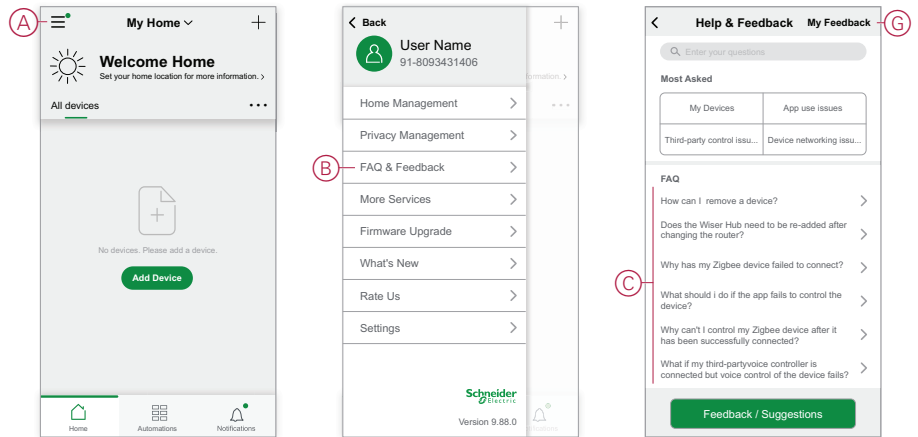 A
My Home
Welcome Home
Set your home location for more information. >
All devices
No devices. Please add a device.
Add Device
Home
Automations
Notifications
Back
User Name
91-8093431406
Home Management
Privacy Management
B
FAQ & Feedback
More Services
Firmware Upgrade
What's New
Rate Us
Settings
Schneider
Electric
Version 9.88.0
Help & Feedback
My Feedback
G
Enter your questions
Most Asked
My Devices
App use issues
Third-party control issu...
Device networking issu...
FAQ
C
How can I remove a device?
Does the Wiser Hub need to be re-added after
changing the router?
Why has my Zigbee device failed to connect?
What should i do if the app fails to control the
device?
Why can't I control my Zigbee device after it
has been successfully connected?
What if my third-partyvoice controller is
connected but voice control of the device fails?
Feedback / Suggestions